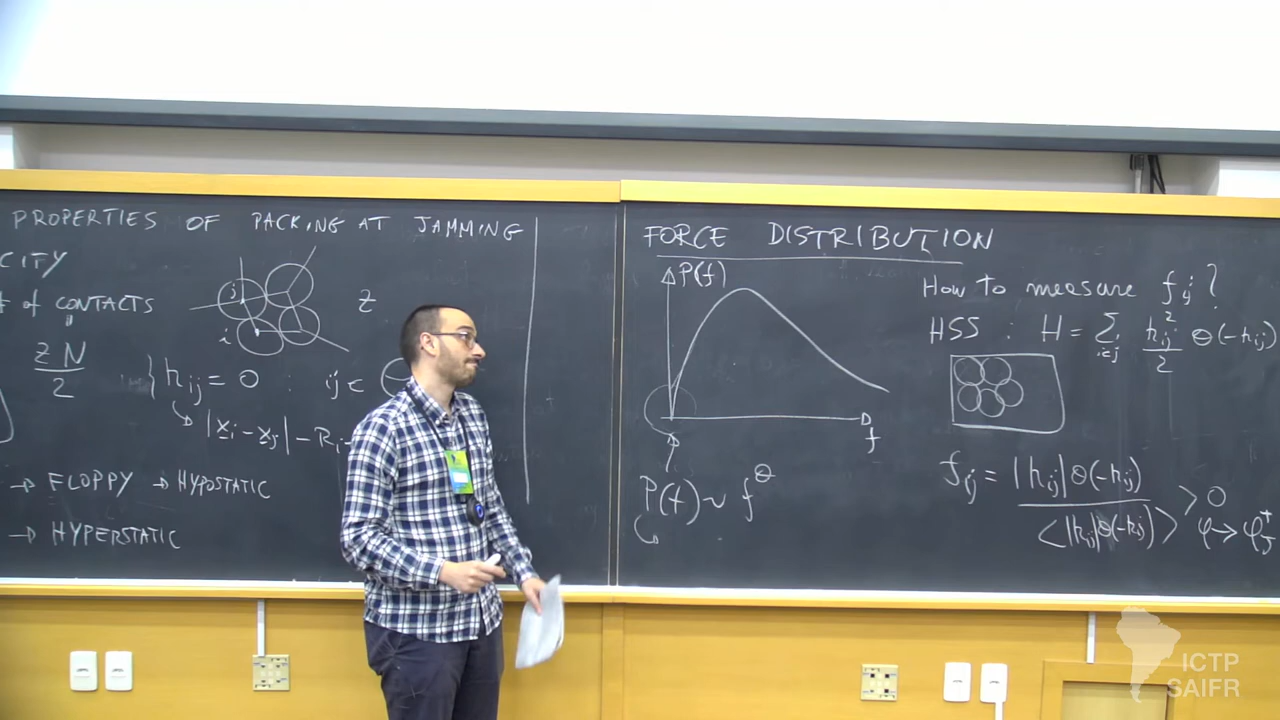 PROPERTIES OF PACKING AT JAMMING
CITY
# of CONTACTS
zN
2
j
i
z
h_ij = 0 : ij ∈
|x_i - x_j| - R_i -
→ FLOPPY → HYPOSTATIC
→ HYPERSTATIC
FORCE DISTRIBUTION
P(f)
f
P(f) ~ f^θ
How to measure f_ij ?
HSS : H = Σ_{i<j} h_ij^2 / 2 θ(-h_ij)
f_ij = |h_ij| θ(-h_ij) / <|h_ij| θ(-h_ij)> > 0
φ → φ_J^+
ICTP
SAIFR